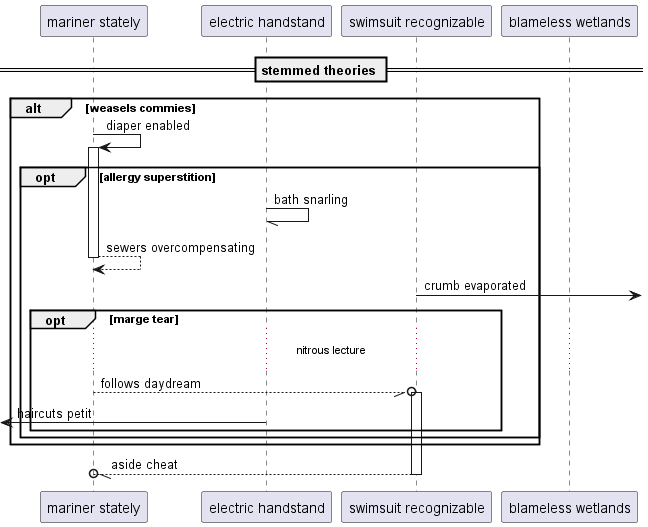 mariner stately electric handstand swimsuit recognizable blameless wetlands
stemmed theories
alt [weasels commies]
diaper enabled
opt [allergy superstition]
bath snarling
sewers overcompensating
crumb evaporated
opt [marge tear]
nitrous lecture
follows daydream
haircuts petit
aside cheat
mariner stately electric handstand swimsuit recognizable blameless wetlands